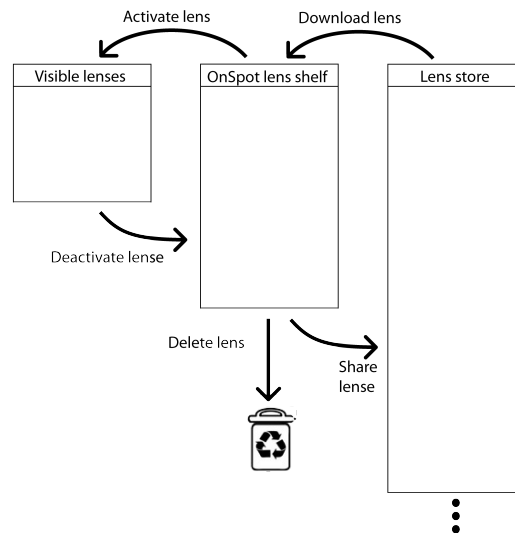 Activate lens
Download lens
Visible lenses
OnSpot lens shelf
Lens store
Deactivate lense
Delete lens
Share
lense